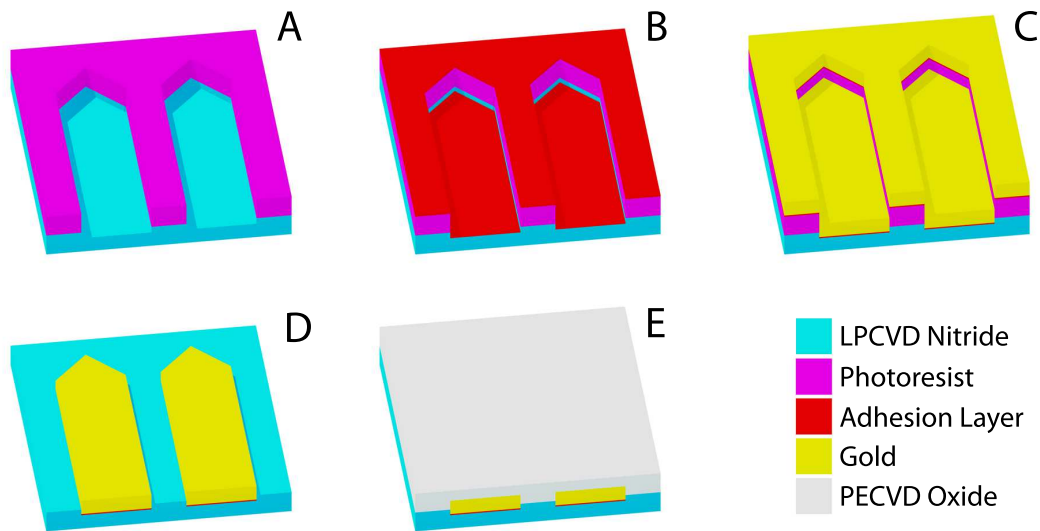 A
B
C
D
E
LPCVD Nitride
Photoresist
Adhesion Layer
Gold
PECVD Oxide